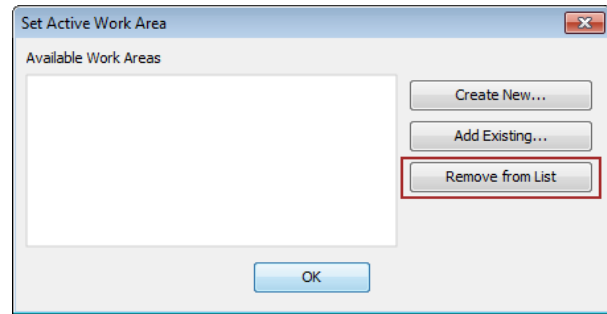 Set Active Work Area
Available Work Areas
Create New...
Add Existing...
Remove from List
OK